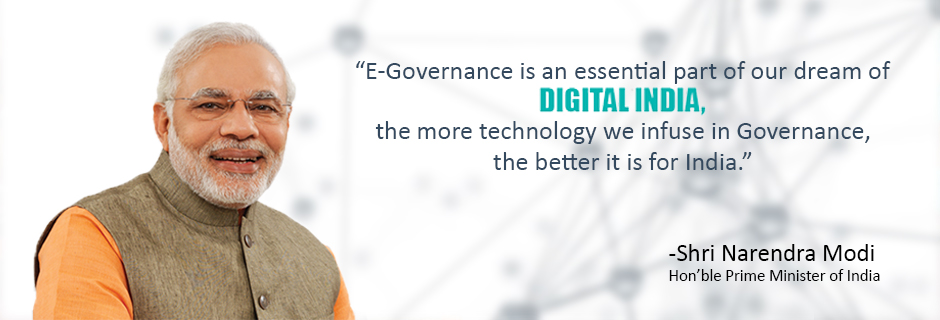 “E-Governance is an essential part of our dream of
DIGITAL INDIA,
the more technology we infuse in Governance,
the better it is for India.”
-Shri Narendra Modi
Hon’ble Prime Minister of India